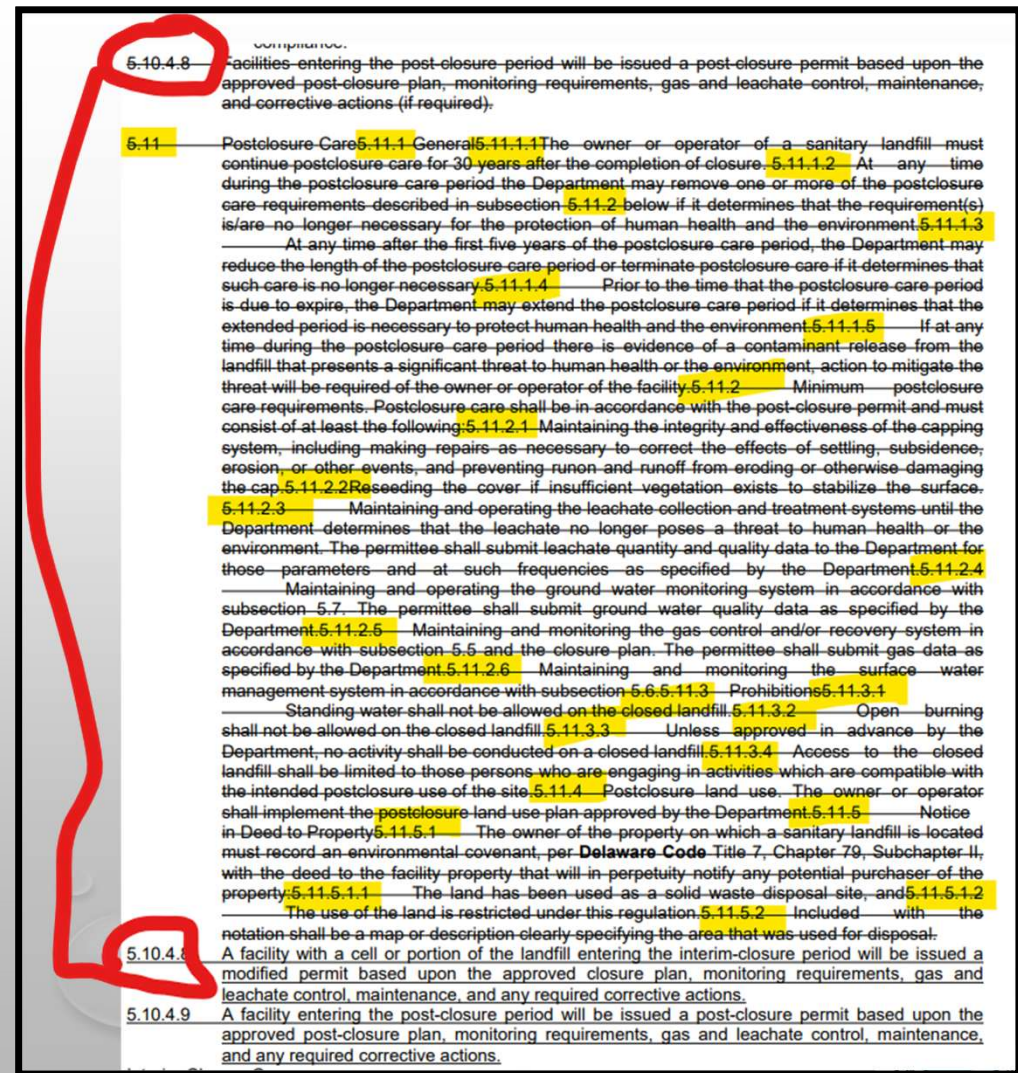 compliance.
5.10.4.8 Facilities entering the post-closure period will be issued a post-closure permit based upon the
approved post-closure plan, monitoring requirements, gas and leachate control, maintenance,
and corrective actions (if required).
5.11 Postclosure Care5.11.1 General5.11.1.1The owner or operator of a sanitary landfill must
continue postclosure care for 30 years after the completion of closure. 5.11.1.2 At any time
during the postclosure care period the Department may remove one or more of the postclosure
care requirements described in subsection 5.11.2 below if it determines that the requirement(s)
is/are no longer necessary for the protection of human health and the environment.5.11.1.3
At any time after the first five years of the postclosure care period, the Department may
reduce the length of the postclosure care period or terminate postclosure care if it determines that
such care is no longer necessary.5.11.1.4 Prior to the time that the postclosure care period
is due to expire, the Department may extend the postclosure care period if it determines that the
extended period is necessary to protect human health and the environment.5.11.1.5 If at any
time during the postclosure care period there is evidence of a contaminant release from the
landfill that presents a significant threat to human health or the environment, action to mitigate the
threat will be required of the owner or operator of the facility.5.11.2 Minimum postclosure
care requirements. Postclosure care shall be in accordance with the post-closure permit and must
consist of at least the following:5.11.2.1 Maintaining the integrity and effectiveness of the capping
system, including making repairs as necessary to correct the effects of settling, subsidence,
erosion, or other events, and preventing runon and runoff from eroding or otherwise damaging
the cap.5.11.2.2Reseeding the cover if insufficient vegetation exists to stabilize the surface.
5.11.2.3 Maintaining and operating the leachate collection and treatment systems until the
Department determines that the leachate no longer poses a threat to human health or the
environment. The permittee shall submit leachate quantity and quality data to the Department for
those parameters and at such frequencies as specified by the Department.5.11.2.4
Maintaining and operating the ground water monitoring system in accordance with
subsection 5.7. The permittee shall submit ground water quality data as specified by the
Department.5.11.2.5 Maintaining and monitoring the gas control and/or recovery system in
accordance with subsection 5.5 and the closure plan. The permittee shall submit gas data as
specified by the Department.5.11.2.6 Maintaining and monitoring the surface water
management system in accordance with subsection 5.6.5.11.3 Prohibitions5.11.3.1
Standing water shall not be allowed on the closed landfill.5.11.3.2 Open burning
shall not be allowed on the closed landfill.5.11.3.3 Unless approved in advance by the
Department, no activity shall be conducted on a closed landfill.5.11.3.4 Access to the closed
landfill shall be limited to those persons who are engaging in activities which are compatible with
the intended postclosure use of the site.5.11.4 Postclosure land use. The owner or operator
shall implement the postclosure land use plan approved by the Department.5.11.5 Notice
in Deed to Property5.11.5.1 The owner of the property on which a sanitary landfill is located
must record an environmental covenant, per Delaware Code Title 7, Chapter 79, Subchapter II,
with the deed to the facility property that will in perpetuity notify any potential purchaser of the
property:5.11.5.1.1 The land has been used as a solid waste disposal site, and5.11.5.1.2
The use of the land is restricted under this regulation.5.11.5.2 Included with the
notation shall be a map or description clearly specifying the area that was used for disposal.
5.10.4.8 A facility with a cell or portion of the landfill entering the interim-closure period will be issued a
modified permit based upon the approved closure plan, monitoring requirements, gas and
leachate control, maintenance, and any required corrective actions.
5.10.4.9 A facility entering the post-closure period will be issued a post-closure permit based upon the
approved post-closure plan, monitoring requirements, gas and leachate control, maintenance,
and any required corrective actions.